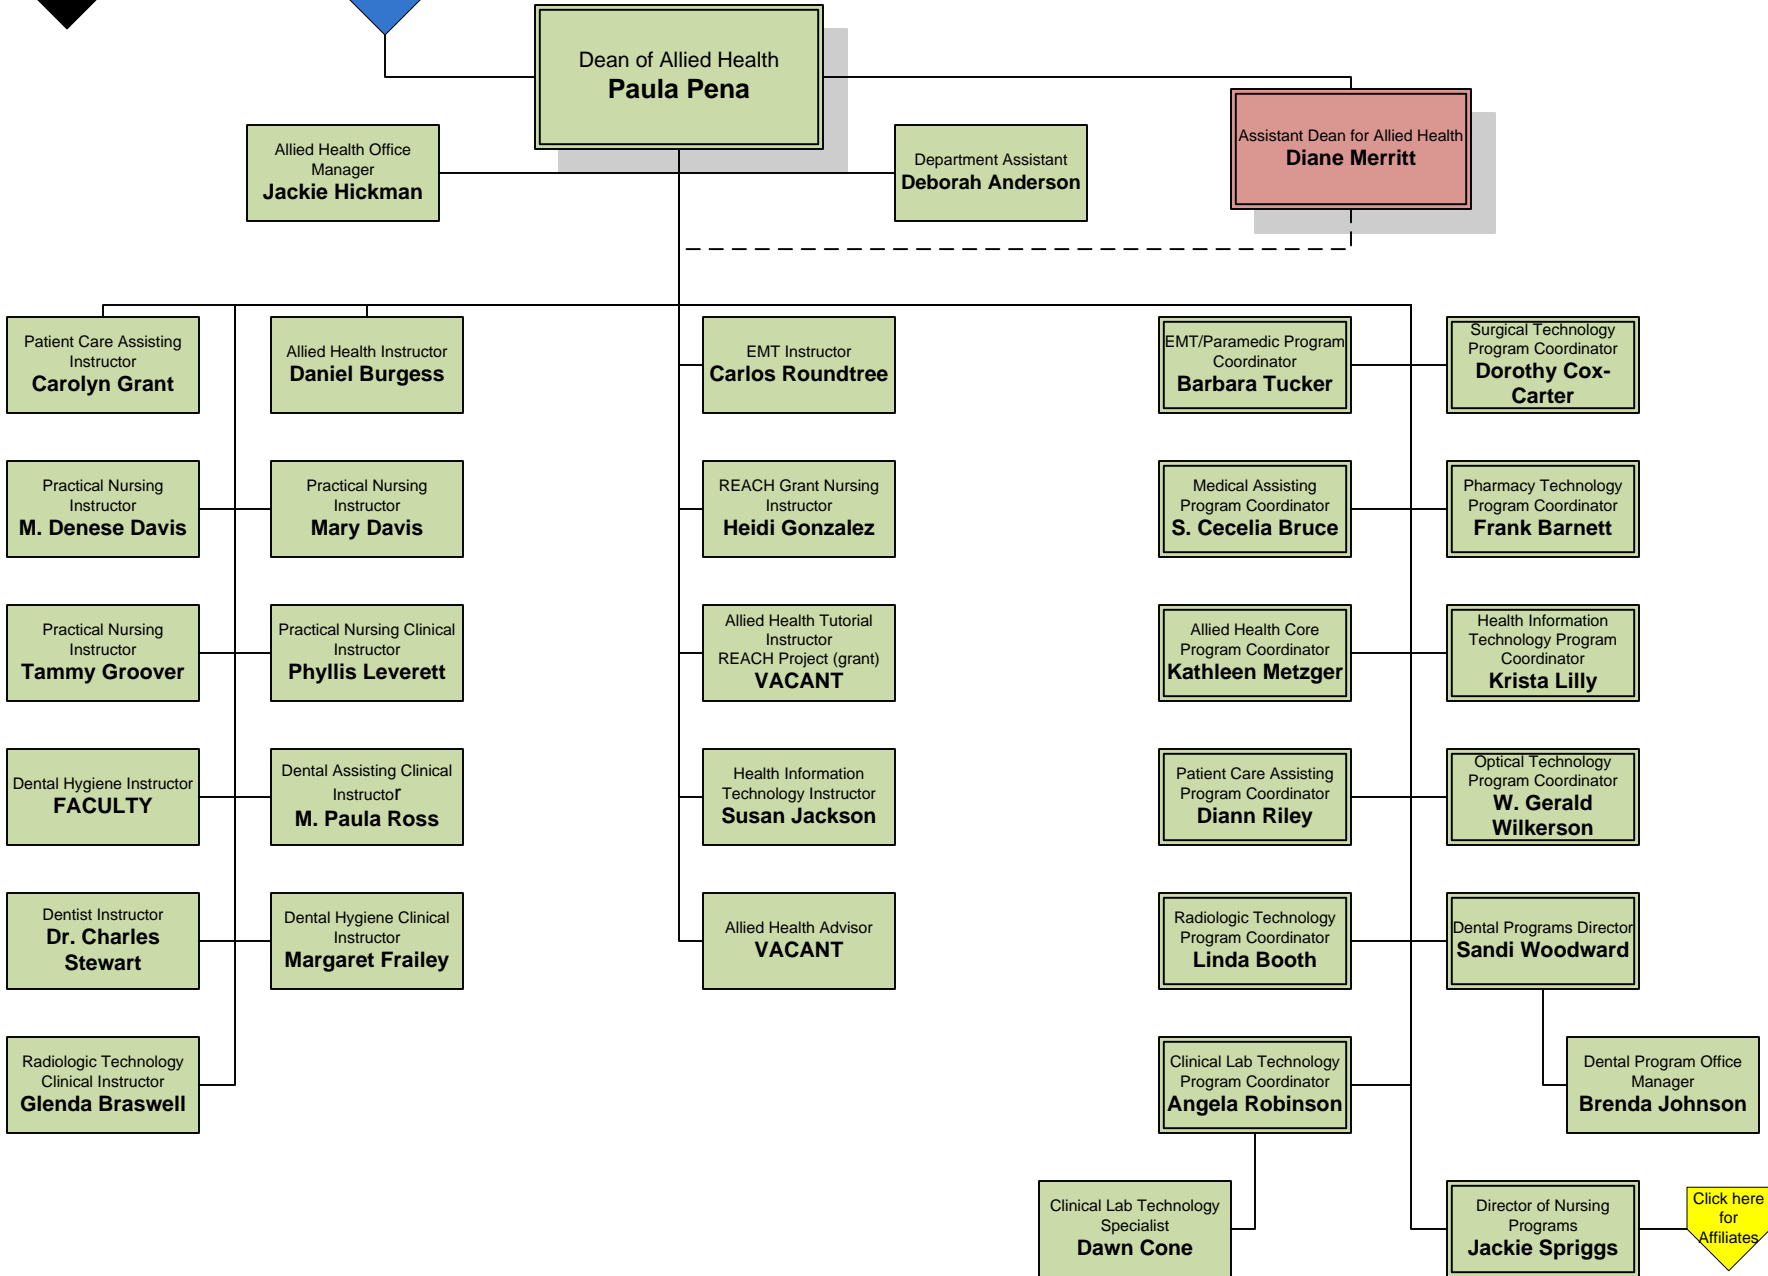 Dean of Allied Health
Paula Pena
Assistant Dean for Allied Health
Diane Merritt
Allied Health Office
Manager
Jackie Hickman
Department Assistant
Deborah Anderson
Patient Care Assisting
Instructor
Carolyn Grant
Allied Health Instructor
Daniel Burgess
EMT Instructor
Carlos Roundtree
EMT/Paramedic Program
Coordinator
Barbara Tucker
Surgical Technology
Program Coordinator
Dorothy Cox-
Carter
Practical Nursing
Instructor
M. Denese Davis
Practical Nursing
Instructor
Mary Davis
REACH Grant Nursing
Instructor
Heidi Gonzalez
Medical Assisting
Program Coordinator
S. Cecelia Bruce
Pharmacy Technology
Program Coordinator
Frank Barnett
Practical Nursing
Instructor
Tammy Groover
Practical Nursing Clinical
Instructor
Phyllis Leverett
Allied Health Tutorial
Instructor
REACH Project (grant)
VACANT
Allied Health Core
Program Coordinator
Kathleen Metzger
Health Information
Technology Program
Coordinator
Krista Lilly
Dental Hygiene Instructor
FACULTY
Dental Assisting Clinical
Instructor
M. Paula Ross
Health Information
Technology Instructor
Susan Jackson
Patient Care Assisting
Program Coordinator
Diann Riley
Optical Technology
Program Coordinator
W. Gerald
Wilkerson
Dentist Instructor
Dr. Charles
Stewart
Dental Hygiene Clinical
Instructor
Margaret Frailey
Allied Health Advisor
VACANT
Radiologic Technology
Program Coordinator
Linda Booth
Dental Programs Director
Sandi Woodward
Radiologic Technology
Clinical Instructor
Glenda Braswell
Clinical Lab Technology
Program Coordinator
Angela Robinson
Dental Program Office
Manager
Brenda Johnson
Clinical Lab Technology
Specialist
Dawn Cone
Director of Nursing
Programs
Jackie Spriggs
Click here
for
Affiliates